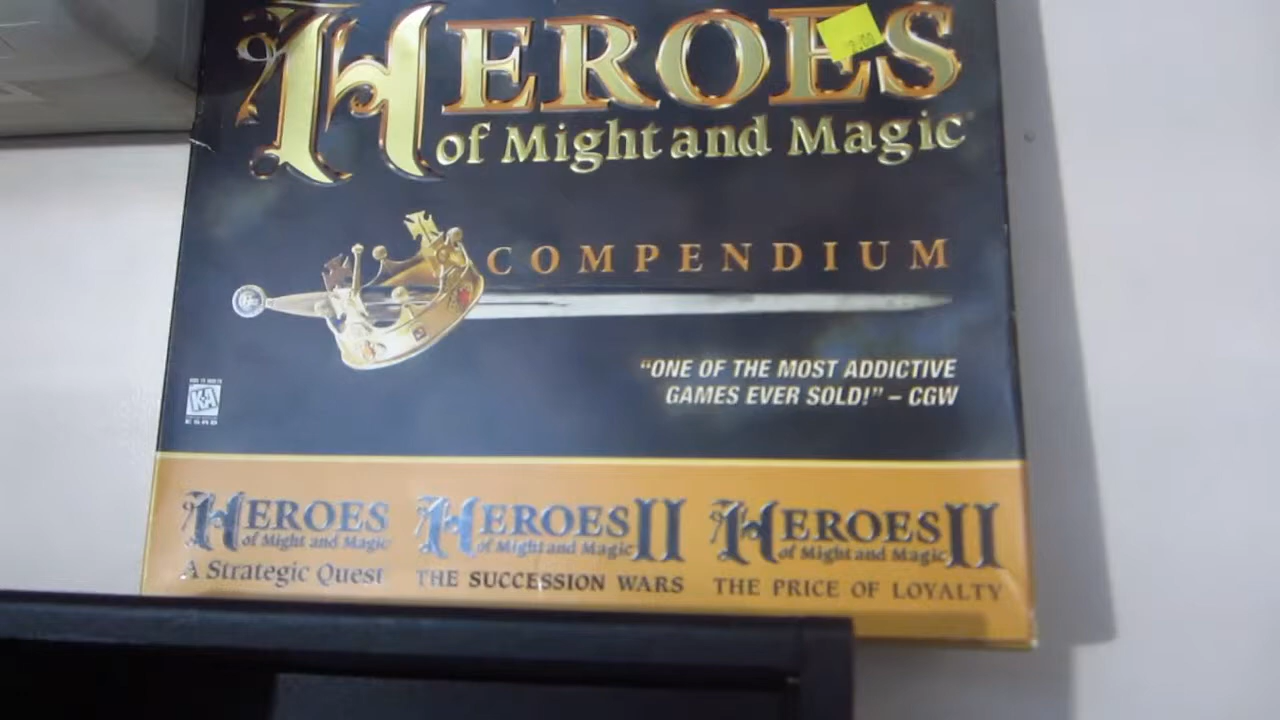 HEROES
of Might and Magic
COMPENDIUM
"ONE OF THE MOST ADDICTIVE
GAMES EVER SOLD!" – CGW
KA
ESRB
HEROES
of Might and Magic
A Strategic Quest
HEROES II
of Might and Magic
THE SUCCESSION WARS
HEROES II
of Might and Magic
THE PRICE OF LOYALTY